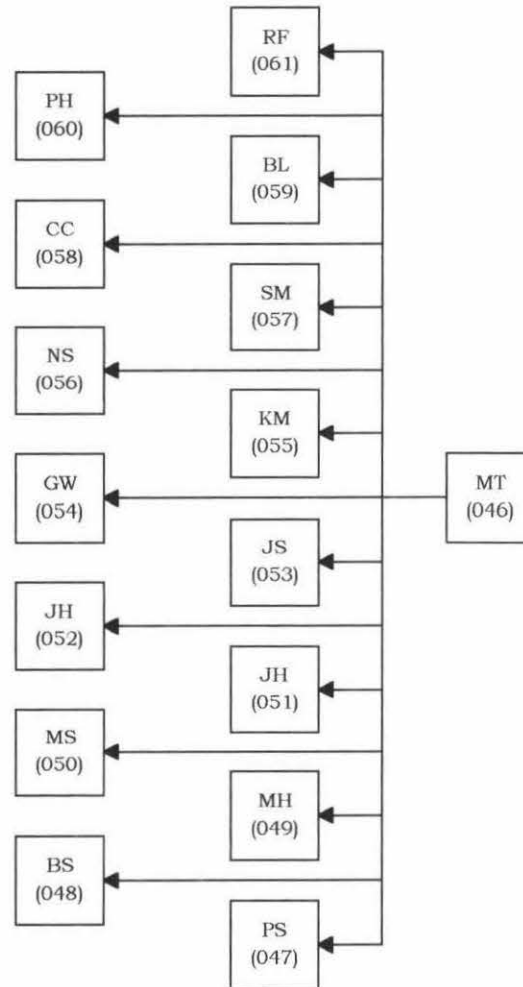 RF
(061)
PH
(060)
BL
(059)
CC
(058)
SM
(057)
NS
(056)
KM
(055)
GW
(054)
MT
(046)
JS
(053)
JH
(052)
JH
(051)
MS
(050)
MH
(049)
BS
(048)
PS
(047)